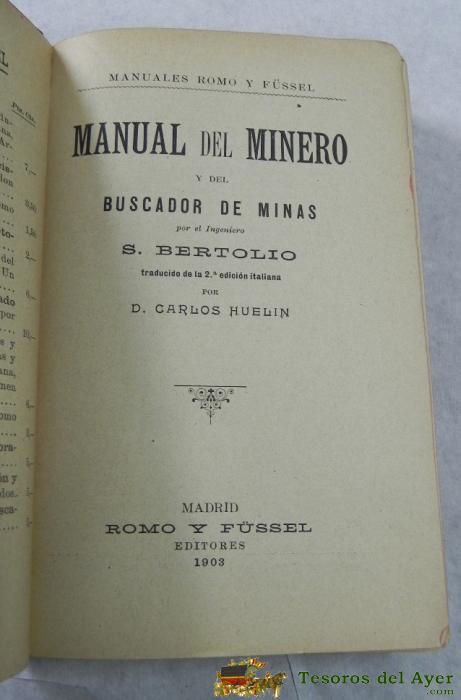 MANUALES ROMO Y FÜSSEL
MANUAL DEL MINERO
Y DEL
BUSCADOR DE MINAS
por el Ingeniero
S. BERTOLIO
traducido de la 2.ª edición italiana
POR
D. CARLOS HUELIN
MADRID
ROMO Y FÜSSEL
EDITORES
1903
Tesoros del Ayer
.com